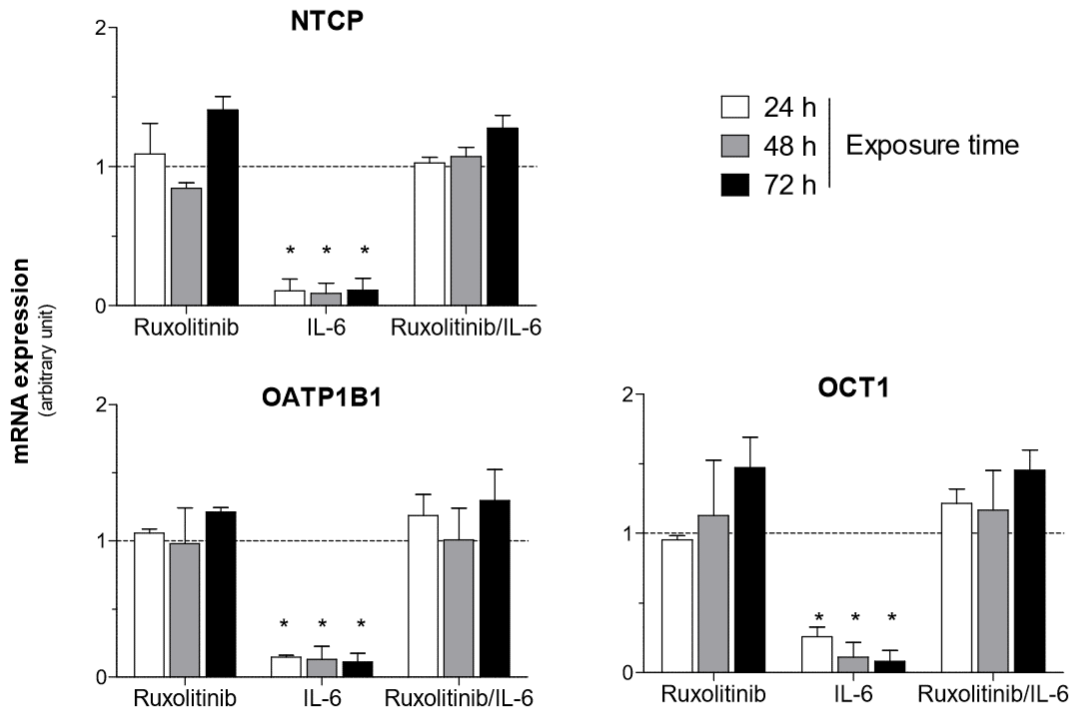 NTCP
2
1
0
* * *
Ruxolitinib IL-6 Ruxolitinib/IL-6
24 h
48 h
72 h
Exposure time
mRNA expression
(arbitrary unit)
OATP1B1
2
1
0
* * *
Ruxolitinib IL-6 Ruxolitinib/IL-6
OCT1
2
1
0
* * *
Ruxolitinib IL-6 Ruxolitinib/IL-6